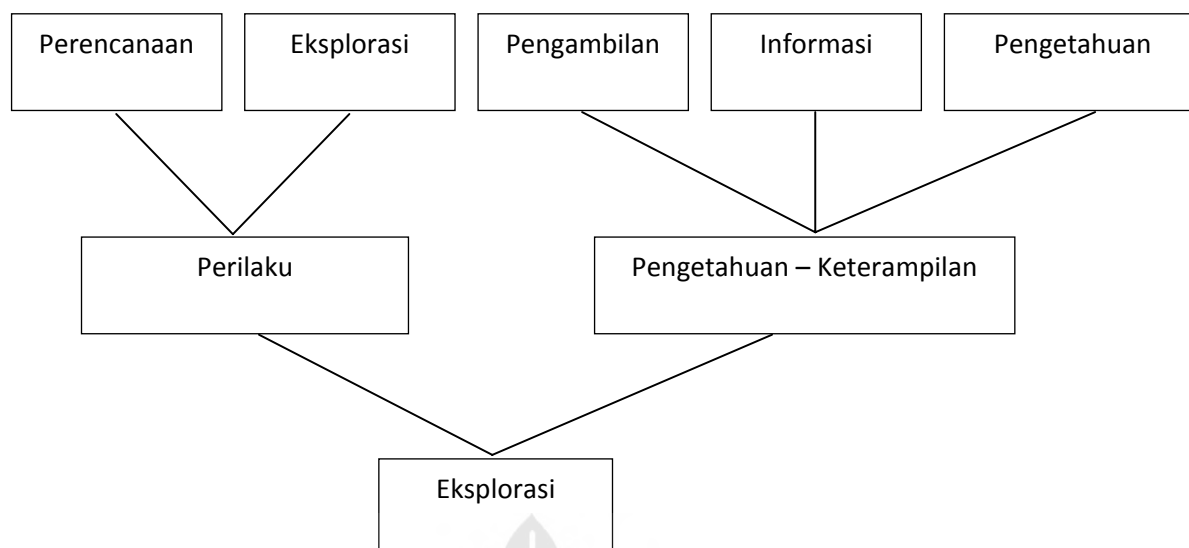 Perencanaan
Eksplorasi
Pengambilan
Informasi
Pengetahuan
Perilaku
Pengetahuan – Keterampilan
Eksplorasi